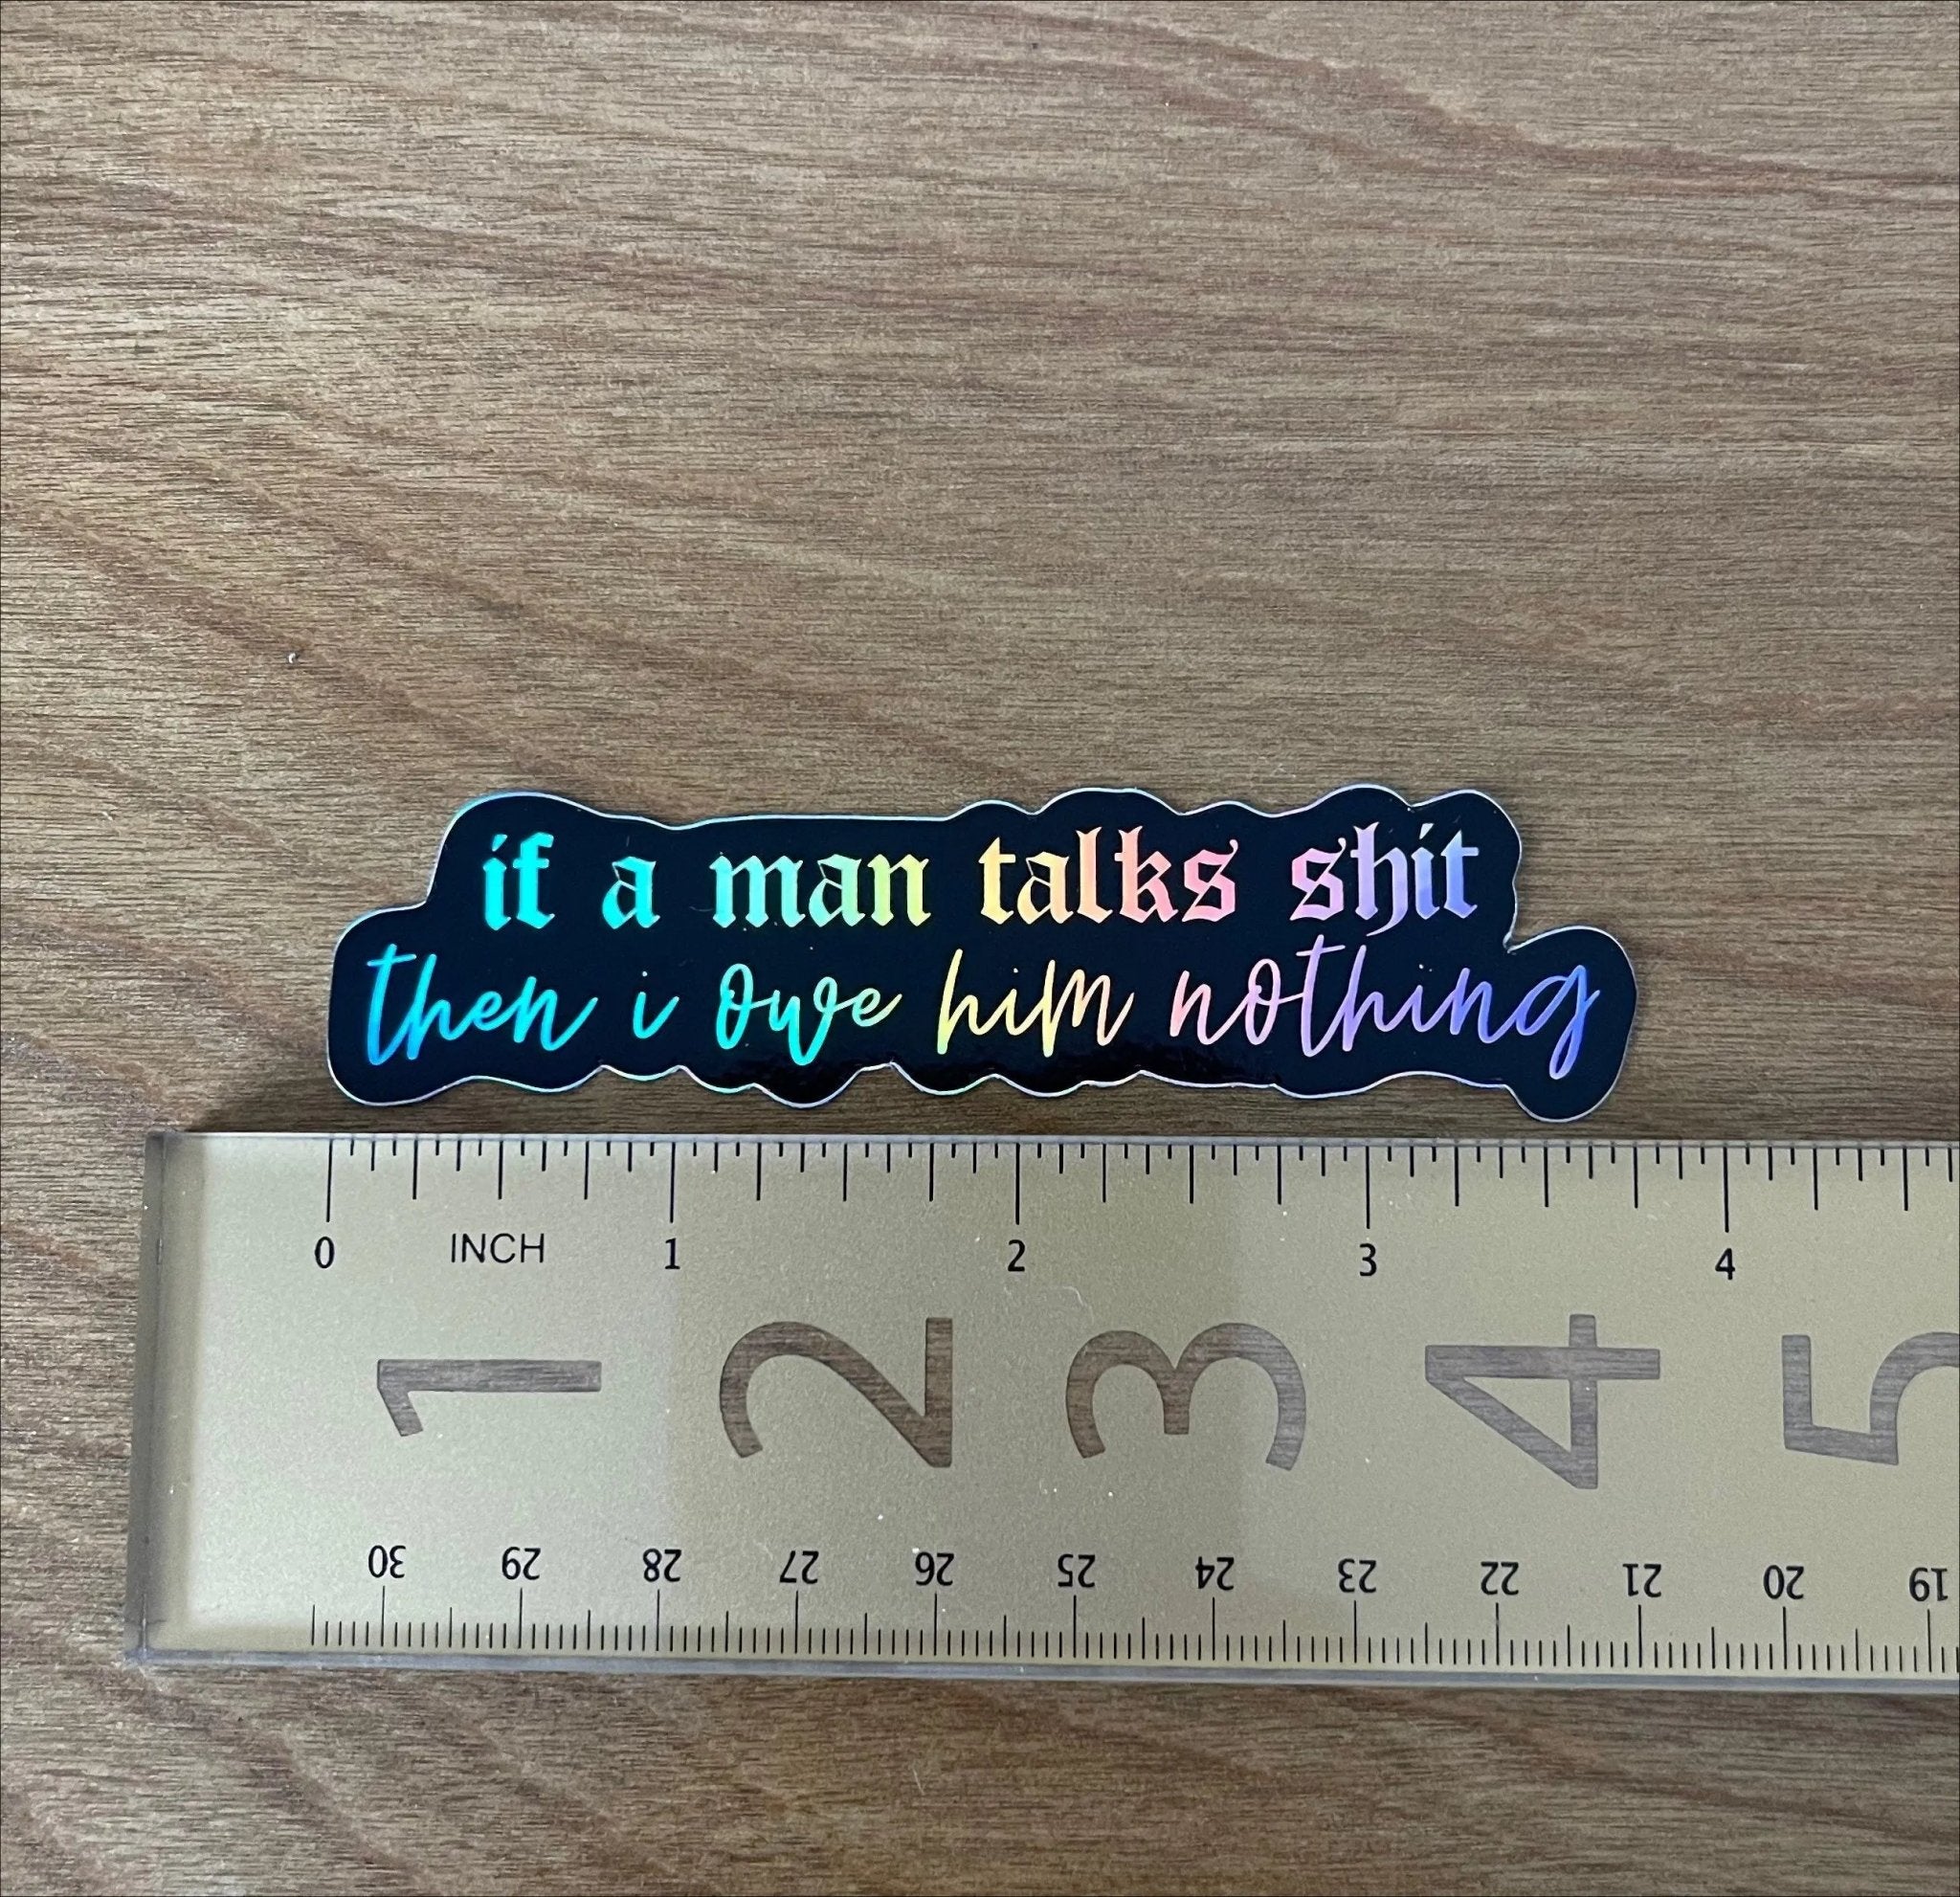 if a man talks shit
then i owe him nothing
0 INCH 1 2 3 4
1 2 3 4 5
30 29 28 27 26 25 24 23 22 21 20 19